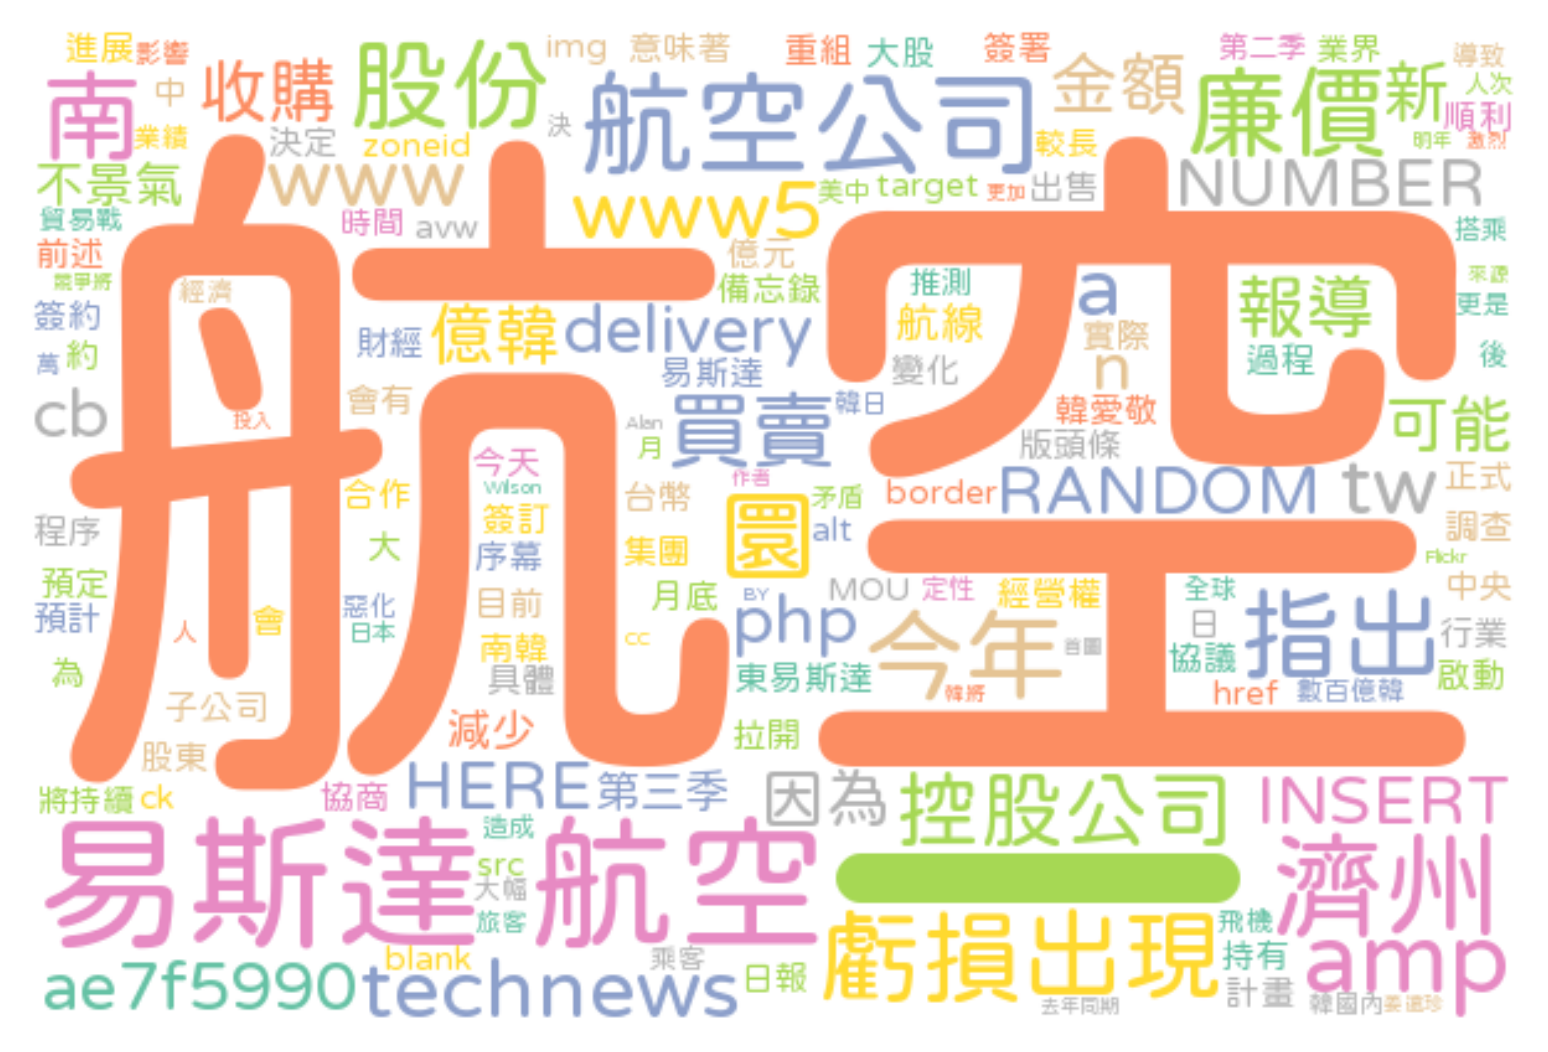 進展 影響 img 意味著 重組 大股 簽署 第二季 業界 導致
南 中 收購 股份 航空公司 金額 廉價 新 人次
業績 決定 zoneid 決 較長 順利
明年 激烈
不景氣 www www5 美中 target 更加 出售 NUMBER
貿易戰 時間 avw 搭乘
前述 億元
競爭將 經濟 備忘錄 推測 a 報導 來源
簽約 財經 億韓 delivery 航線 實際 更是
萬 約 易斯達 變化 n 過程 後
航空
cb 投入 會有 Alan 買賣 韓日 韓愛敬 可能
月 版頭條
今天 作者
合作 Wilson 台幣 矛盾 border RANDOM tw 正式
程序 簽訂 圜 alt 調查
大 序幕 集團 Flickr
預定 目前 月底 BY MOU 定性 經營權 全球 中央
預計 人 會 惡化 php 今年 日 指出 行業
日本 南韓 cc 首圖
為 具體 東易斯達 協議 啟動
子公司 韓將 href 數百億韓
股東 減少 拉開
將持續 ck 協商 HERE 第三季 因為 控股公司 INSERT
易斯達航空 造成 一 濟州
src
大幅
旅客 虧損出現 飛機
ae7f5990 blank technews 乘客 日報 持有 amp
計畫
去年同期 韓國內